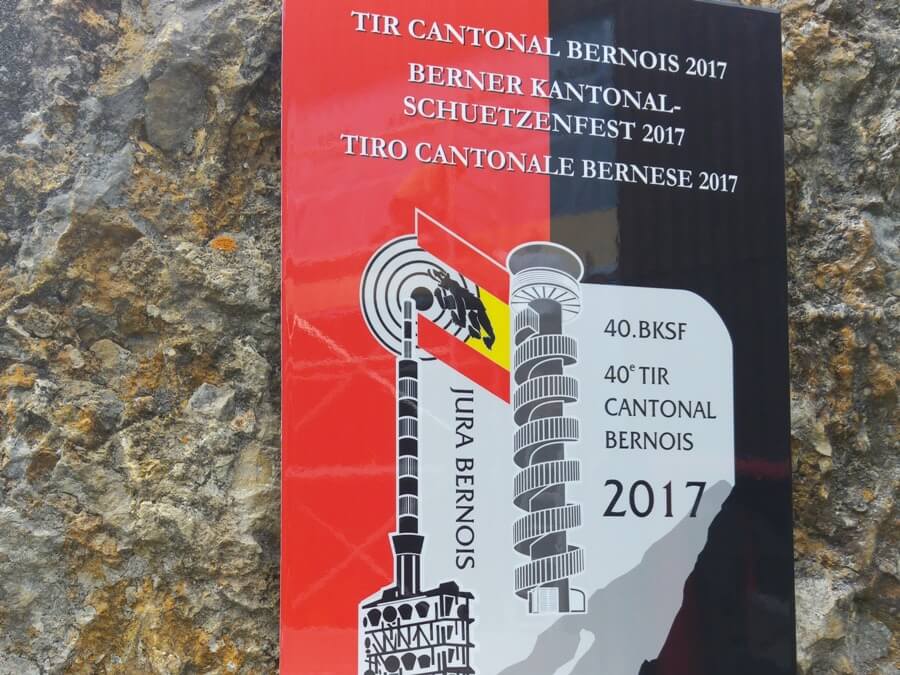 TIR CANTONAL BERNOIS 2017
BERNER KANTONAL-
SCHUETZENFEST 2017
TIRO CANTONALE BERNESE 2017
40.BKSF
40e TIR
CANTONAL
BERNOIS
2017
JURA BERNOIS